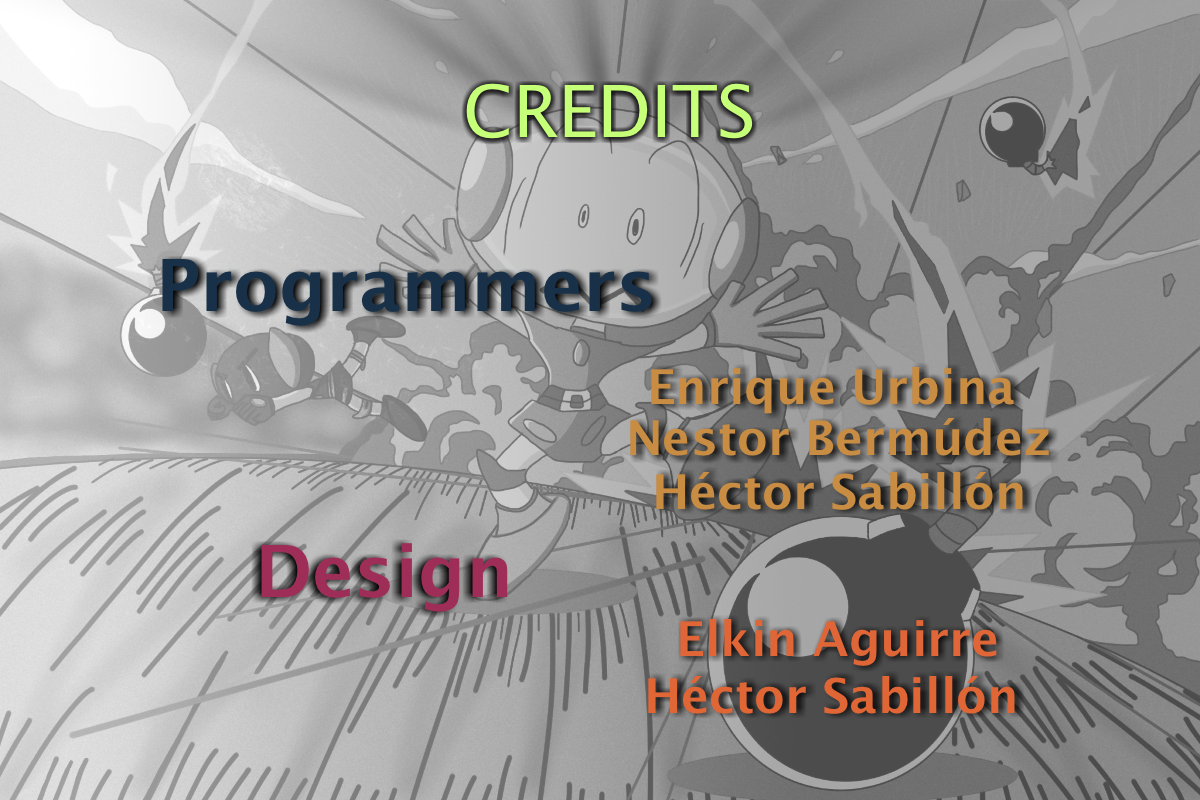 CREDITS
Programmers
Enrique Urbina
Nestor Bermúdez
Héctor Sabillón
Design
Elkin Aguirre
Héctor Sabillón